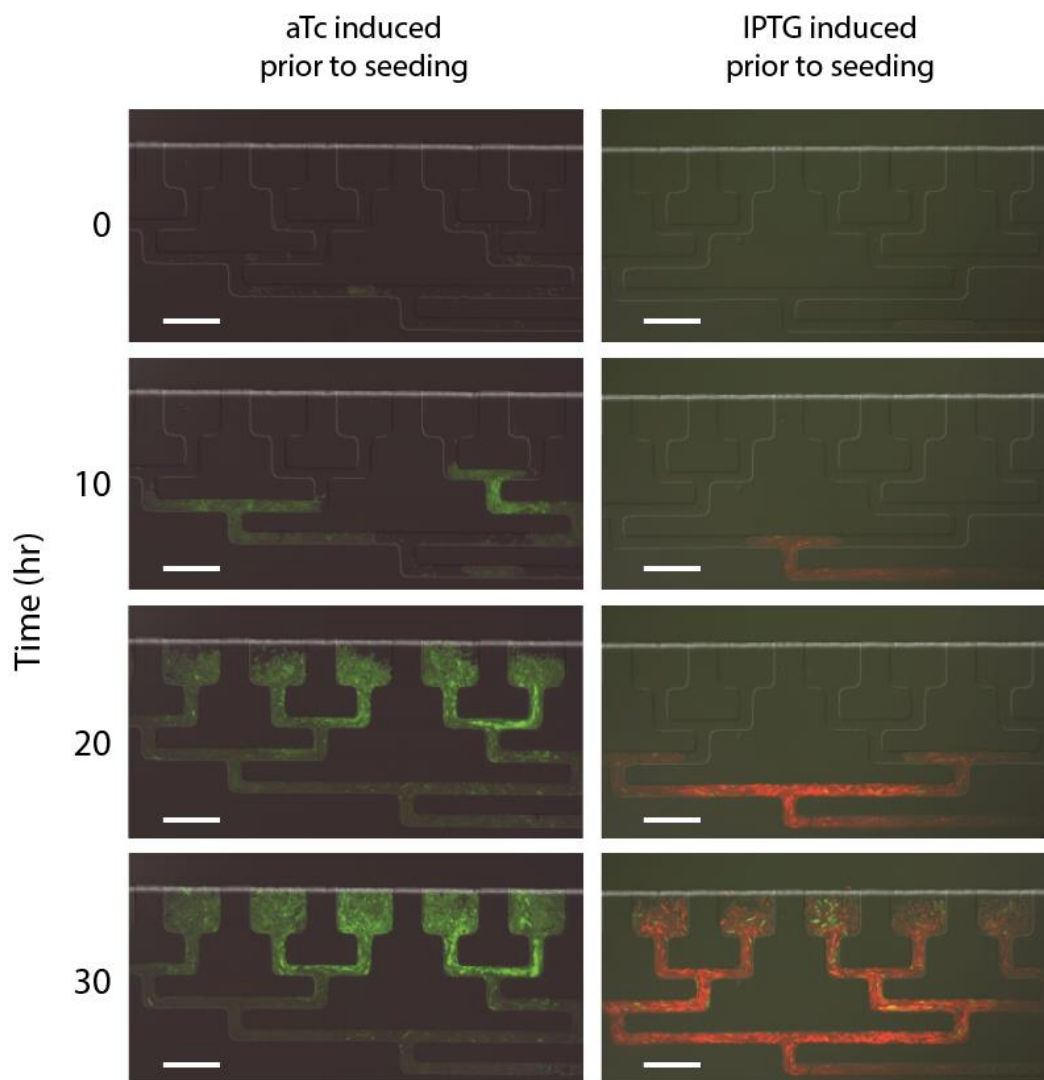 aTc induced
prior to seeding
IPTG induced
prior to seeding
Time (hr)
0
10
20
30